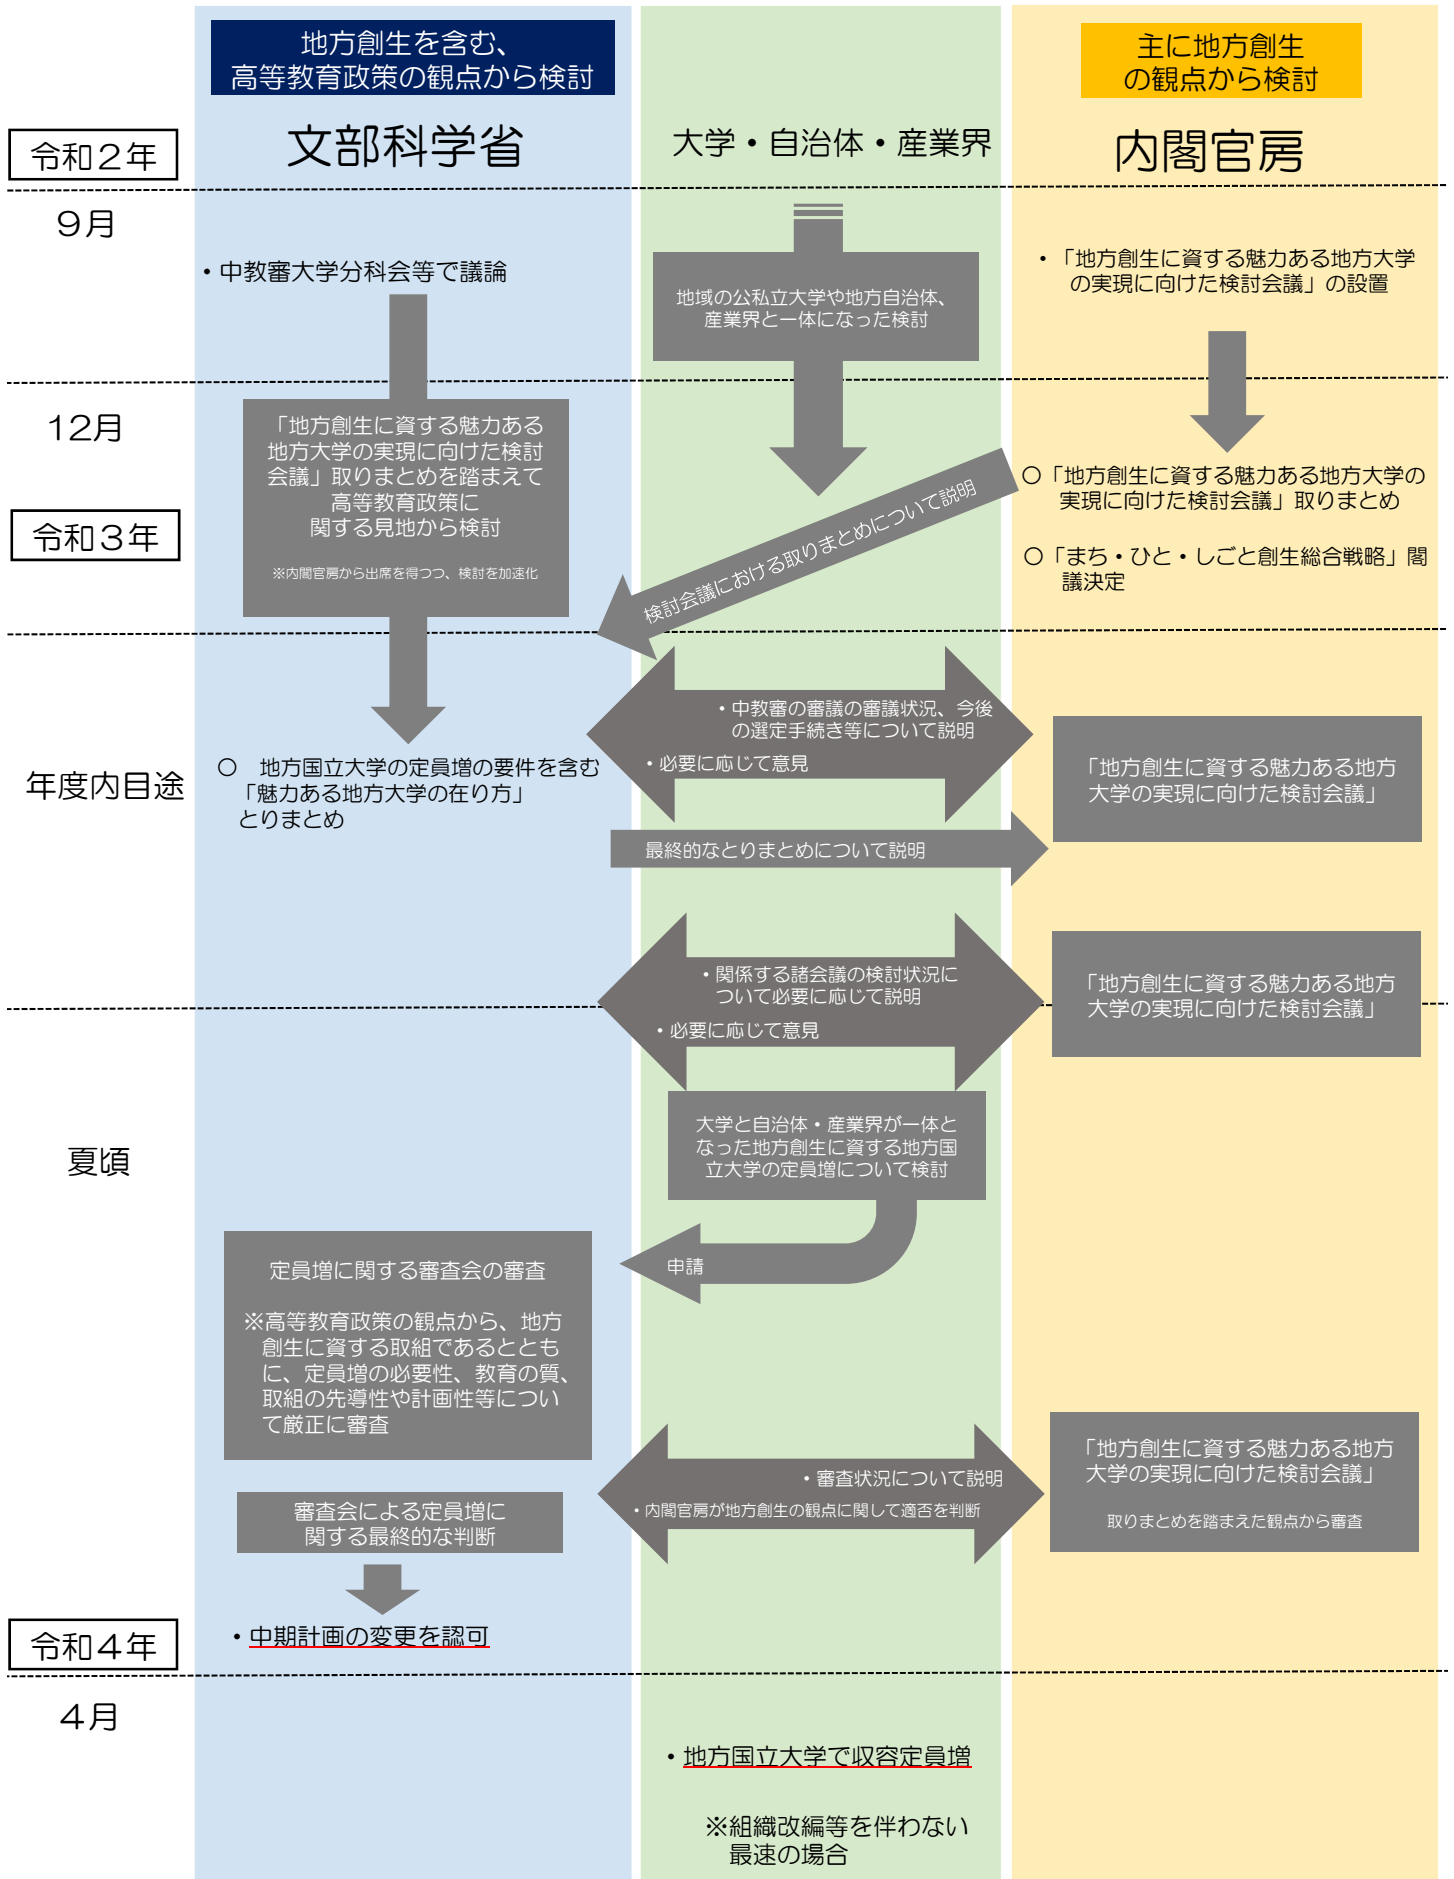 地方創生を含む、
高等教育政策の観点から検討
主に地方創生
の観点から検討
令和２年
文部科学省
大学・自治体・産業界
内閣官房
９月
・中教審大学分科会等で議論
地域の公私立大学や地方自治体、
産業界と一体になった検討
・「地方創生に資する魅力ある地方大学
の実現に向けた検討会議」の設置
12月
「地方創生に資する魅力ある
地方大学の実現に向けた検討
会議」取りまとめを踏まえて
高等教育政策に
関する見地から検討
※内閣官房から出席を得つつ、検討を加速化
検討会議における取りまとめについて説明
〇「地方創生に資する魅力ある地方大学の
実現に向けた検討会議」取りまとめ
〇「まち・ひと・しごと創生総合戦略」閣
議決定
令和３年
年度内目途
〇　地方国立大学の定員増の要件を含む
「魅力ある地方大学の在り方」
とりまとめ
・中教審の審議の審議状況、今後
の選定手続き等について説明
・必要に応じて意見
「地方創生に資する魅力ある地方
大学の実現に向けた検討会議」
最終的なとりまとめについて説明
・関係する諸会議の検討状況に
ついて必要に応じて説明
・必要に応じて意見
「地方創生に資する魅力ある地方
大学の実現に向けた検討会議」
夏頃
大学と自治体・産業界が一体と
なった地方創生に資する地方国
立大学の定員増について検討
申請
定員増に関する審査会の審査
※高等教育政策の観点から、地方
創生に資する取組であるととも
に、定員増の必要性、教育の質、
取組の先導性や計画性等につい
て厳正に審査
・審査状況について説明
・内閣官房が地方創生の観点に関して適否を判断
「地方創生に資する魅力ある地方
大学の実現に向けた検討会議」
取りまとめを踏まえた観点から審査
審査会による定員増に
関する最終的な判断
令和４年
・中期計画の変更を認可
４月
・地方国立大学で収容定員増
※組織改編等を伴わない
最速の場合